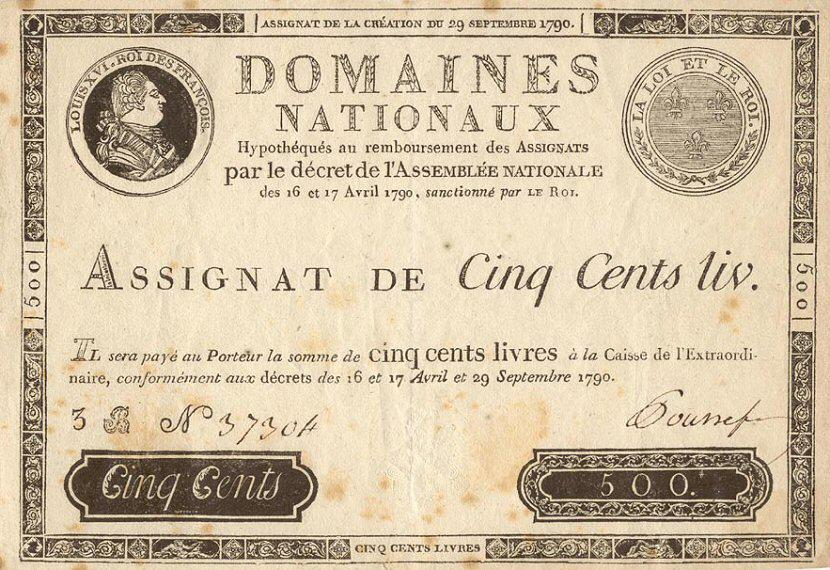 ASSIGNAT DE LA CRÉATION DU 29 SEPTEMBRE 1790.
LOUIS XVI, ROI DES FRANÇOIS.
DOMAINES
NATIONAUX
Hypothéqués au remboursement des ASSIGNATS
par le décret de l'ASSEMBLÉE NATIONALE
des 16 et 17 Avril 1790, sanctionné par LE ROI.
LA LOI ET LE ROI.
ASSIGNAT DE Cinq Cents liv.
500
500
IL sera payé au Porteur la somme de cinq cents livres à la Caisse de l'Extraordi-
naire, conformément aux décrets des 16 et 17 Avril et 29 Septembre 1790.
3 N 37304
Cinq Cents
500.
CINQ CENTS LIVRES